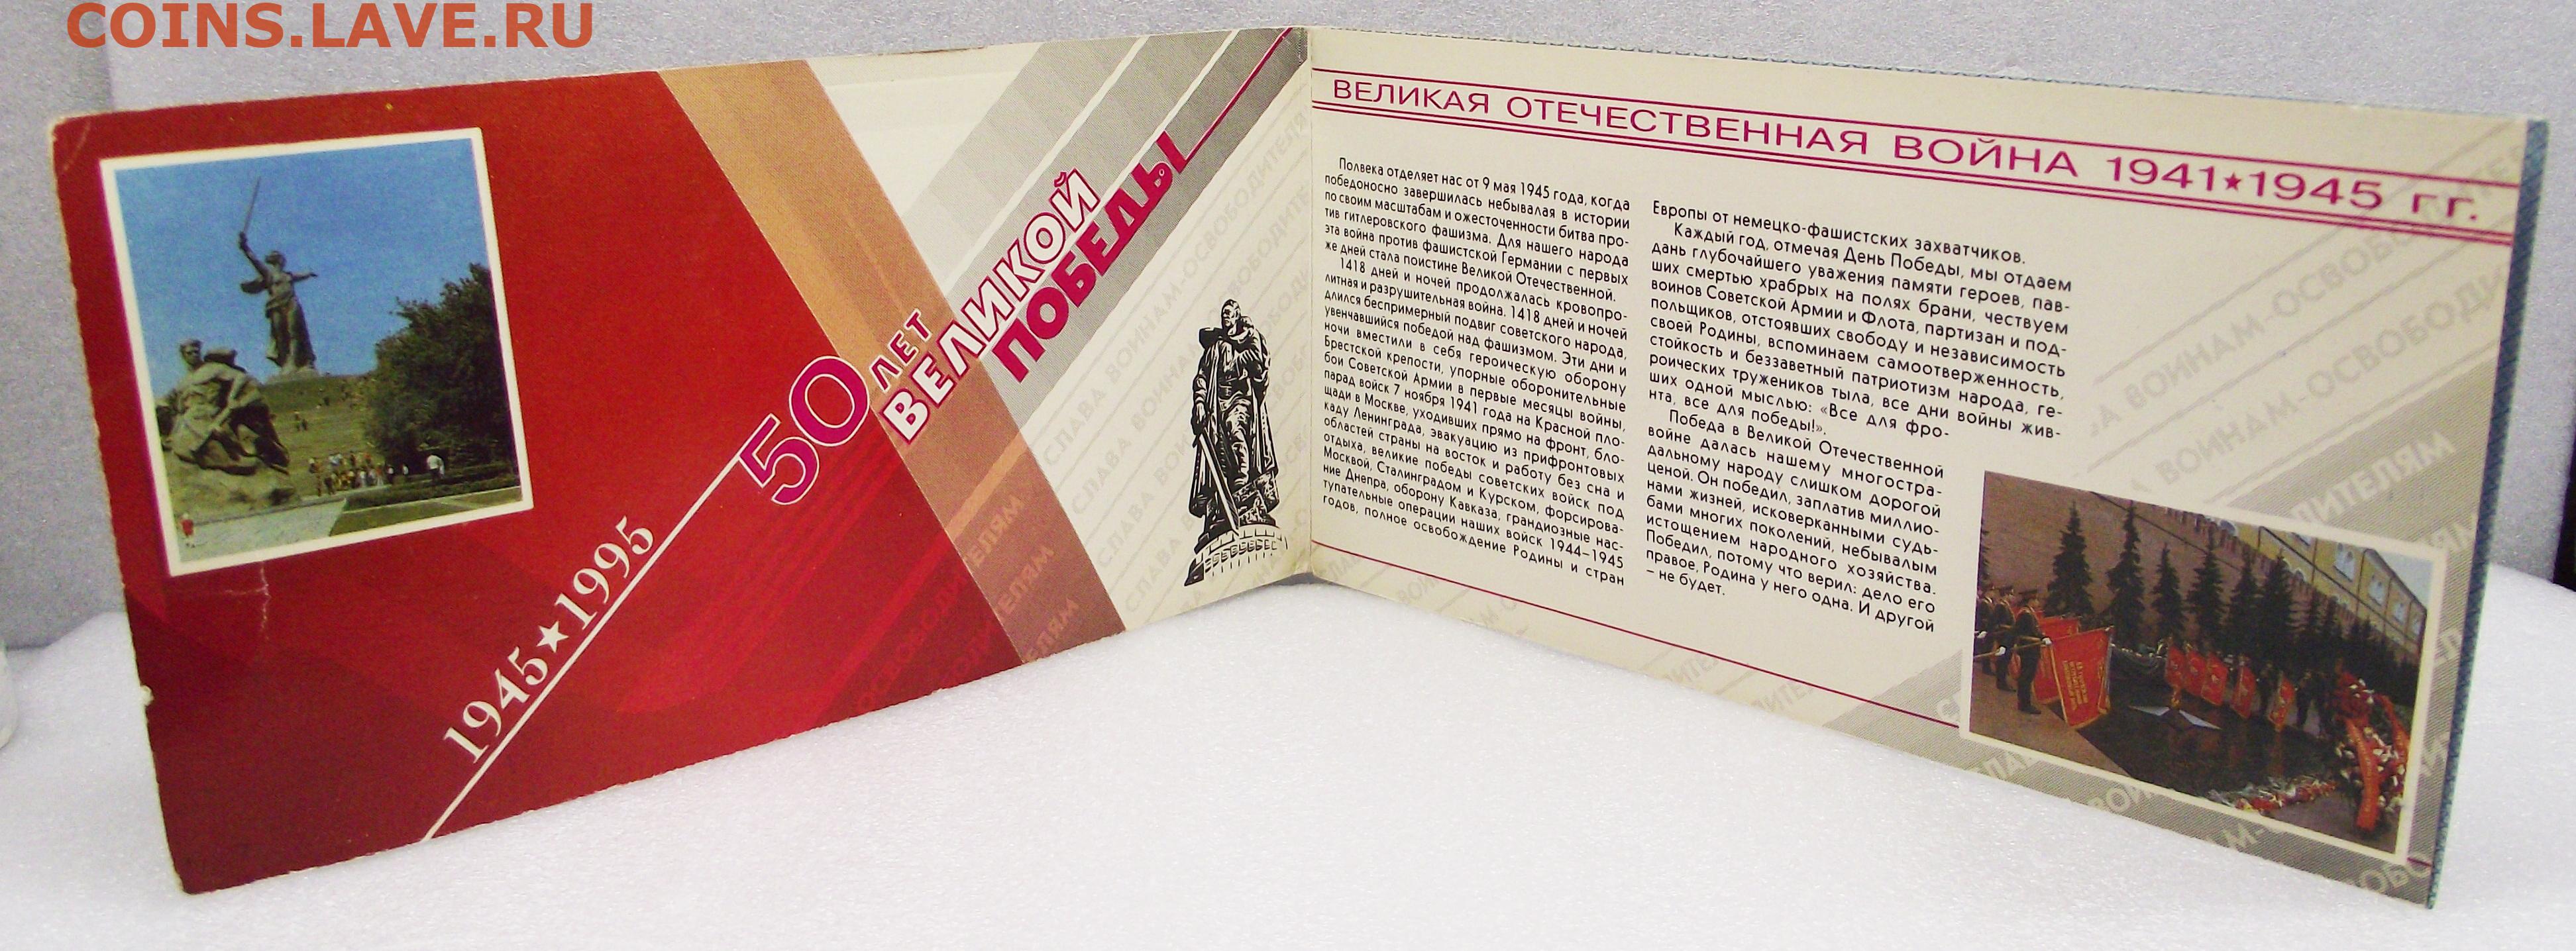 COINS.LAVE.RU
1945★1995
50 ЛЕТ
ВЕЛИКОЙ
ПОБЕДЫ
ВЕЛИКАЯ ОТЕЧЕСТВЕННАЯ ВОЙНА 1941★1945 г.г.
Полвека отделяет нас от 9 мая 1945 года, когда
победоносно завершилась небывалая в истории
по своим масштабам и ожесточенности битва про-
тив гитлеровского фашизма. Для нашего народа
эта война против фашистской Германии с первых
же дней стала поистине Великой Отечественной.
1418 дней и ночей продолжалась кровопро-
литная и разрушительная война. 1418 дней и ночей
длился беспримерный подвиг советского народа,
увенчавшийся победой над фашизмом. Эти дни и
ночи вместили в себя героическую оборону
Брестской крепости, упорные оборонительные
бои Советской Армии в первые месяцы войны,
парад войск 7 ноября 1941 года на Красной пло-
щади в Москве, уходивших прямо на фронт, бло-
каду Ленинграда, эвакуацию из прифронтовых
областей страны на восток и работу без сна и
отдыха, великие победы советских войск под
Москвой, Сталинградом и Курском, форсирова-
ние Днепра, оборону Кавказа, грандиозные нас-
тупательные операции наших войск 1944–1945
годов, полное освобождение Родины и стран
Европы от немецко-фашистских захватчиков.
Каждый год, отмечая День Победы, мы отдаем
дань глубочайшего уважения памяти героев, пав-
ших смертью храбрых на полях брани, чествуем
воинов Советской Армии и Флота, партизан и под-
польщиков, отстоявших свободу и независимость
своей Родины, вспоминаем самоотверженность,
стойкость и беззаветный патриотизм народа, ге-
роических тружеников тыла, все дни войны жив-
ших одной мыслью: «Все для фро-
нта, все для победы!».
Победа в Великой Отечественной
войне далась нашему многостра-
дальному народу слишком дорогой
ценой. Он победил, заплатив миллио-
нами жизней, исковерканными судь-
бами многих поколений, небывалым
истощением народного хозяйства.
Победил, потому что верил: дело его
правое, Родина у него одна. И другой
– не будет.
СЛАВА ВОИНАМ-ОСВОБОДИТЕЛЯМ